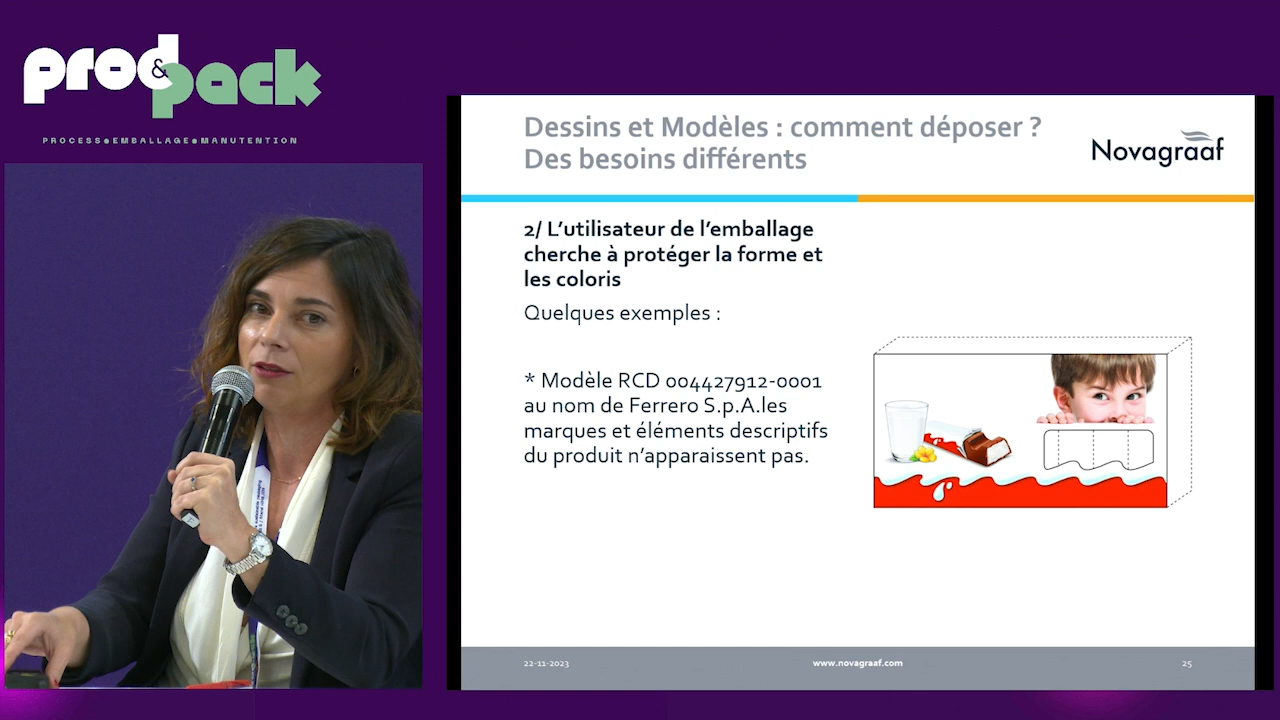 prod&pack
PROCESS•EMBALLAGE•MANUTENTION
Dessins et Modèles : comment déposer ?
Des besoins différents
Novagraaf
2/ L’utilisateur de l’emballage
cherche à protéger la forme et
les coloris
Quelques exemples :
* Modèle RCD 004427912-0001
au nom de Ferrero S.p.A.les
marques et éléments descriptifs
du produit n’apparaissent pas.
22-11-2023
www.novagraaf.com
25